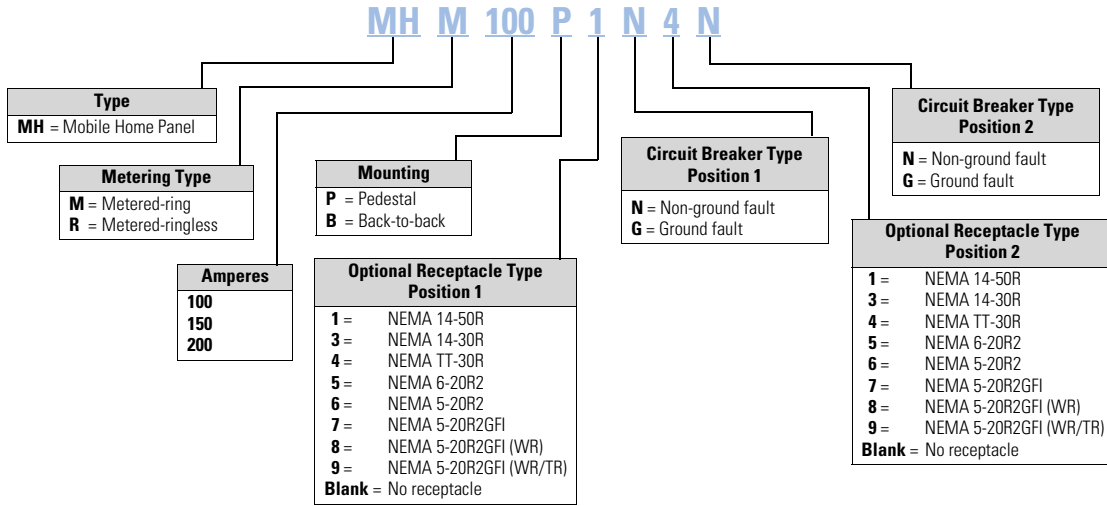 MH M 100 P 1 N 4 N
Type
MH = Mobile Home Panel
Metering Type
M = Metered-ring
R = Metered-ringless
Amperes
100
150
200
Mounting
P = Pedestal
B = Back-to-back
Optional Receptacle Type
Position 1
1 = NEMA 14-50R
3 = NEMA 14-30R
4 = NEMA TT-30R
5 = NEMA 6-20R2
6 = NEMA 5-20R2
7 = NEMA 5-20R2GFI
8 = NEMA 5-20R2GFI (WR)
9 = NEMA 5-20R2GFI (WR/TR)
Blank = No receptacle
Circuit Breaker Type
Position 1
N = Non-ground fault
G = Ground fault
Optional Receptacle Type
Position 2
1 = NEMA 14-50R
3 = NEMA 14-30R
4 = NEMA TT-30R
5 = NEMA 6-20R2
6 = NEMA 5-20R2
7 = NEMA 5-20R2GFI
8 = NEMA 5-20R2GFI (WR)
9 = NEMA 5-20R2GFI (WR/TR)
Blank = No receptacle
Circuit Breaker Type
Position 2
N = Non-ground fault
G = Ground fault